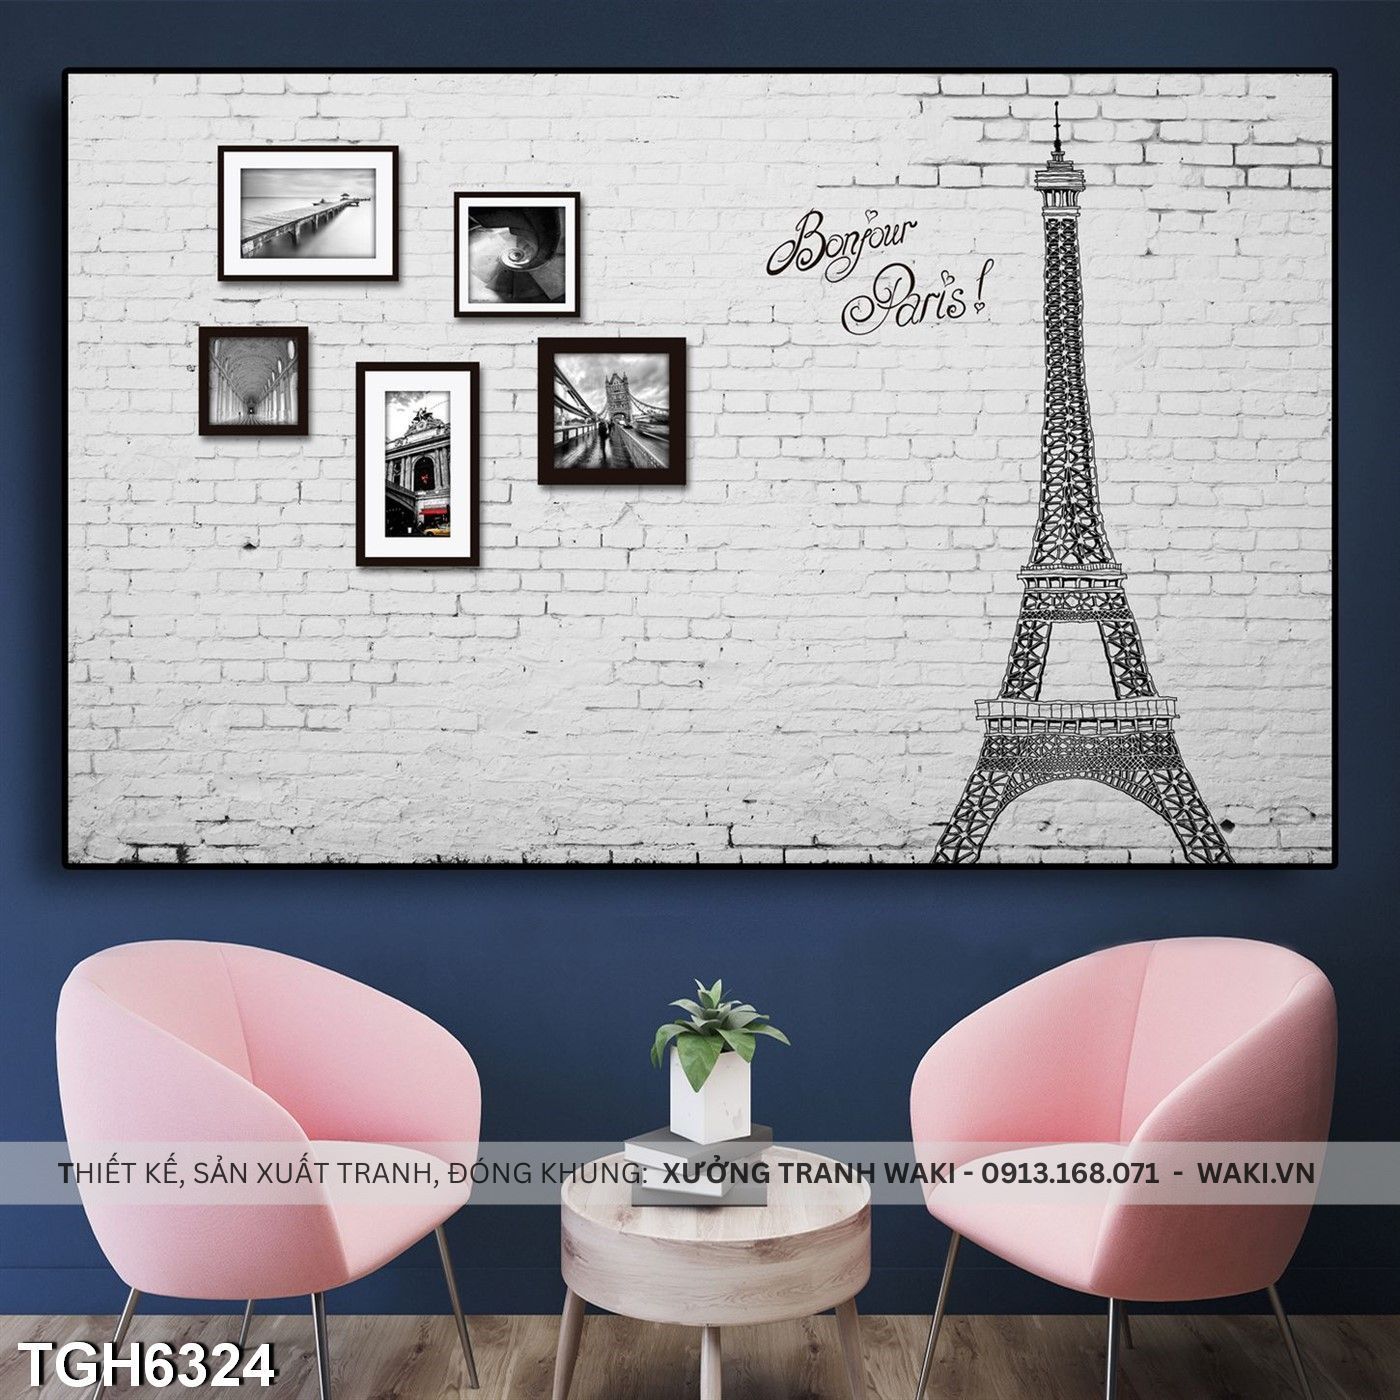 Bonjour
Paris!
THIẾT KẾ, SẢN XUẤT TRANH, ĐÓNG KHUNG: XƯỞNG TRANH WAKI - 0913.168.071 - WAKI.VN
TGH6324